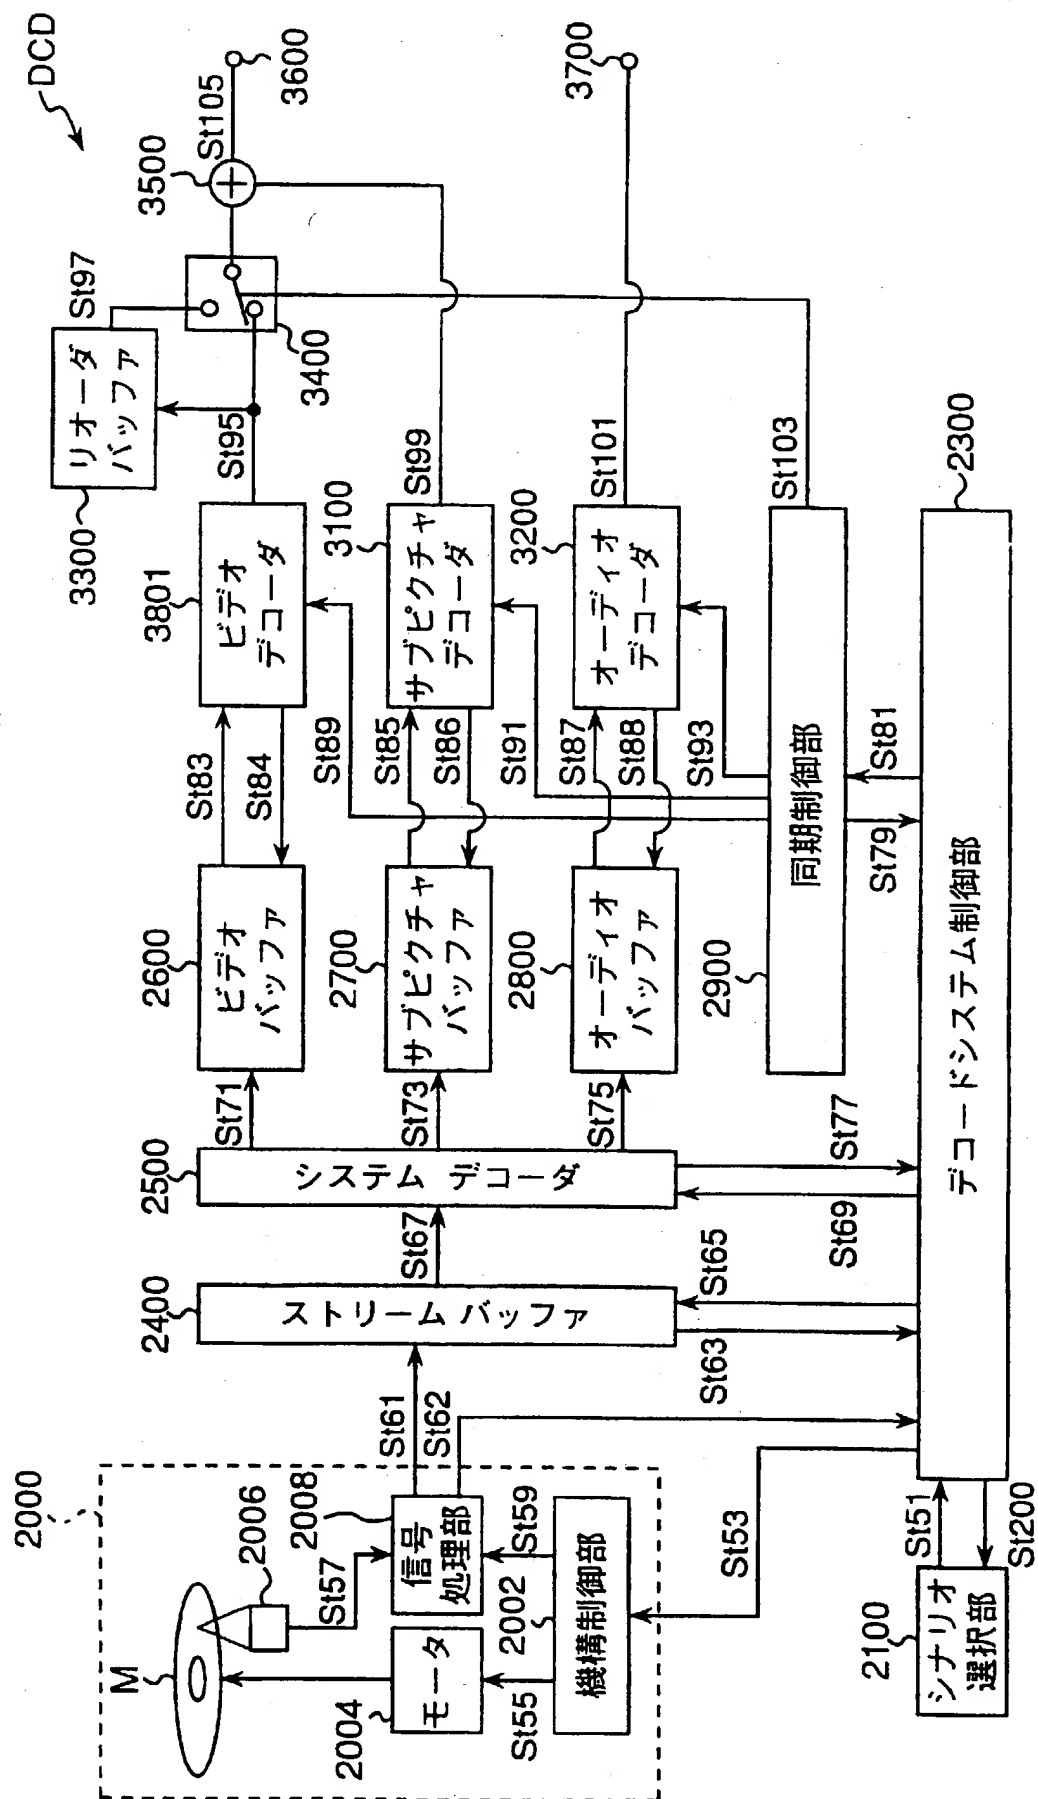 DCD
2000
M
2006
St57
2004
モータ
2008
信号
処理部
St55
2002
St59
機構制御部
St61
St62
St53
2100
シナリオ
選択部
St51
St200
2400
ストリーム バッファ
St63
St65
St67
2500
システム デコーダ
St69
St77
St71
St73
St75
2600
ビデオ
バッファ
2700
サブピクチャ
バッファ
2800
オーディオ
バッファ
2900
同期制御部
St79
St81
2300
デコードシステム制御部
St83
St84
St89
St85
St86
St91
St87
St88
St93
3801
ビデオ
デコーダ
3100
サブピクチャ
デコーダ
3200
オーディオ
デコーダ
St95
St99
St101
St103
3300
リオーダ
バッファ
St97
3400
3500
St105
3600
3700